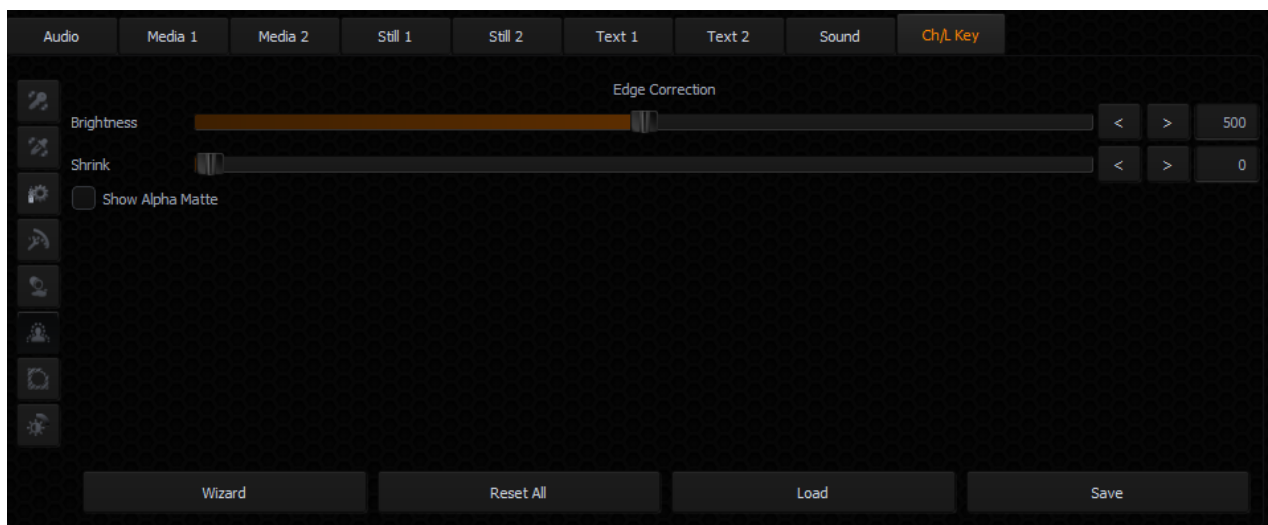 Audio Media 1 Media 2 Still 1 Still 2 Text 1 Text 2 Sound Ch/L Key
Edge Correction
Brightness < > 500
Shrink < > 0
Show Alpha Matte
Wizard Reset All Load Save